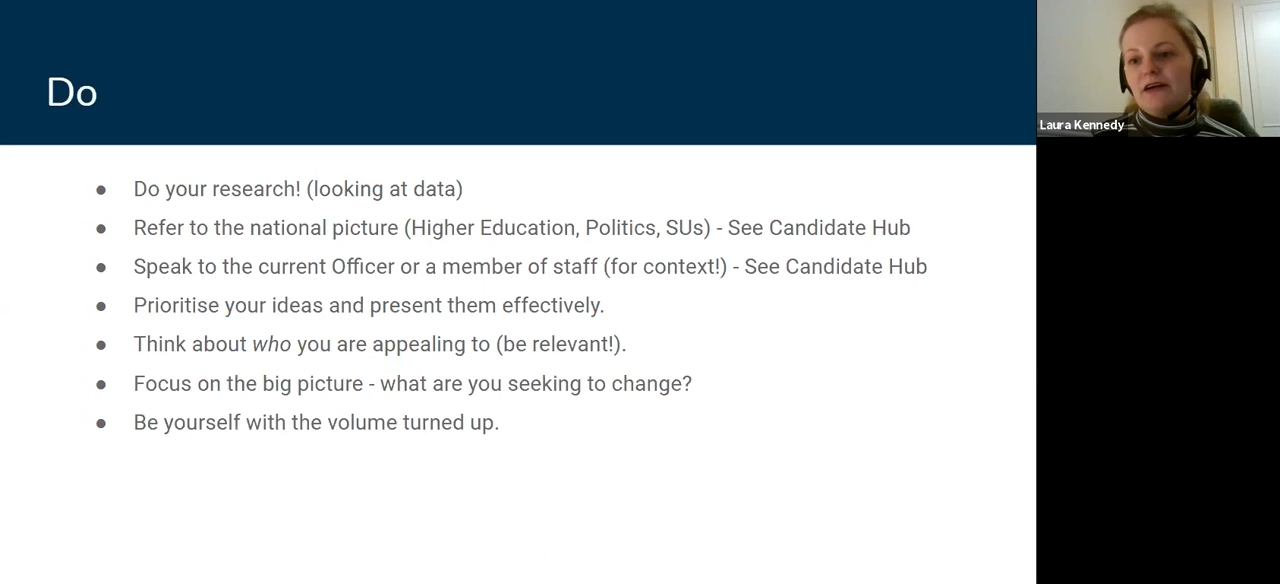 Do
Laura Kennedy
● Do your research! (looking at data)
● Refer to the national picture (Higher Education, Politics, SUs) - See Candidate Hub
● Speak to the current Officer or a member of staff (for context!) - See Candidate Hub
● Prioritise your ideas and present them effectively.
● Think about who you are appealing to (be relevant!).
● Focus on the big picture - what are you seeking to change?
● Be yourself with the volume turned up.